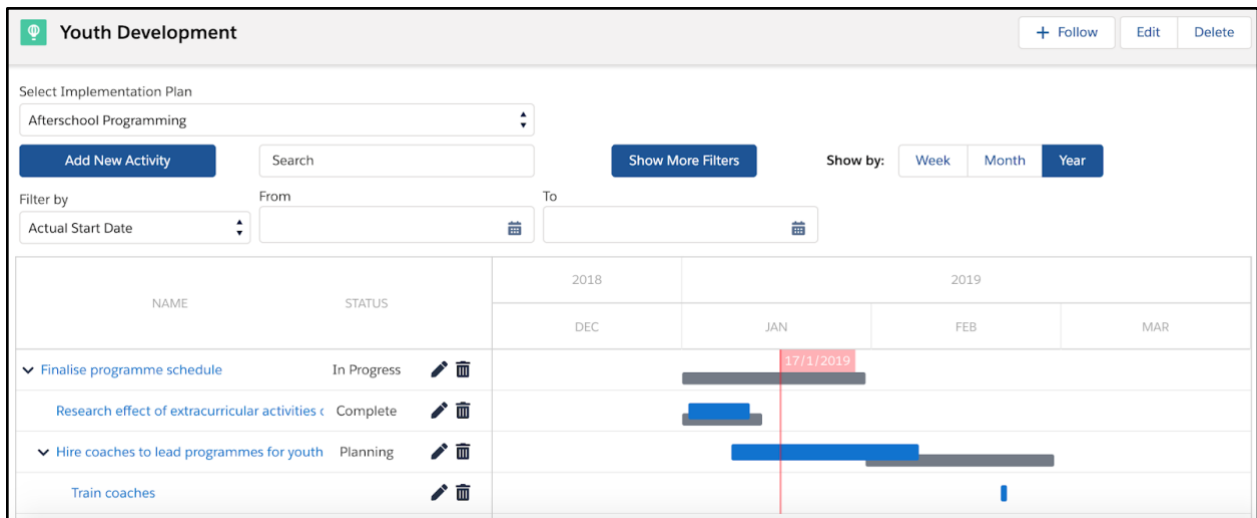 Youth Development
+ Follow
Edit
Delete
Select Implementation Plan
Afterschool Programming
Add New Activity
Search
Show More Filters
Show by:
Week
Month
Year
Filter by
From
To
Actual Start Date
NAME
STATUS
2018
2019
DEC
JAN
FEB
MAR
17/1/2019
Finalise programme schedule
In Progress
Research effect of extracurricular activities
Complete
Hire coaches to lead programmes for youth
Planning
Train coaches